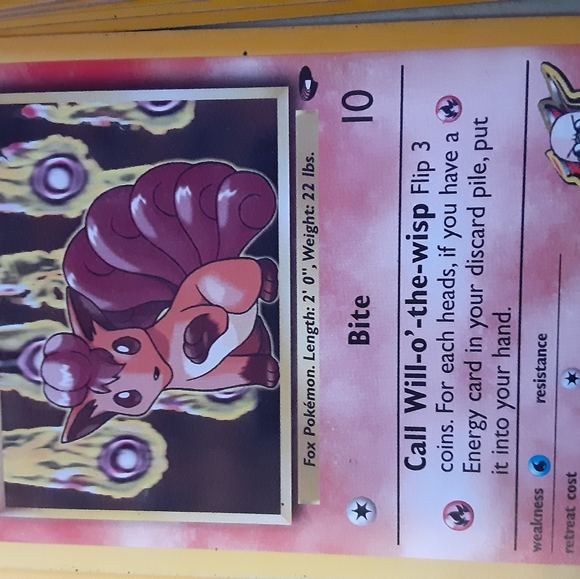 Fox Pokémon. Length: 2' 0", Weight: 22 lbs.
Bite 10
Call Will-o'-the-wisp Flip 3
coins. For each heads, if you have a
Energy card in your discard pile, put
it into your hand.
weakness resistance
retreat cost